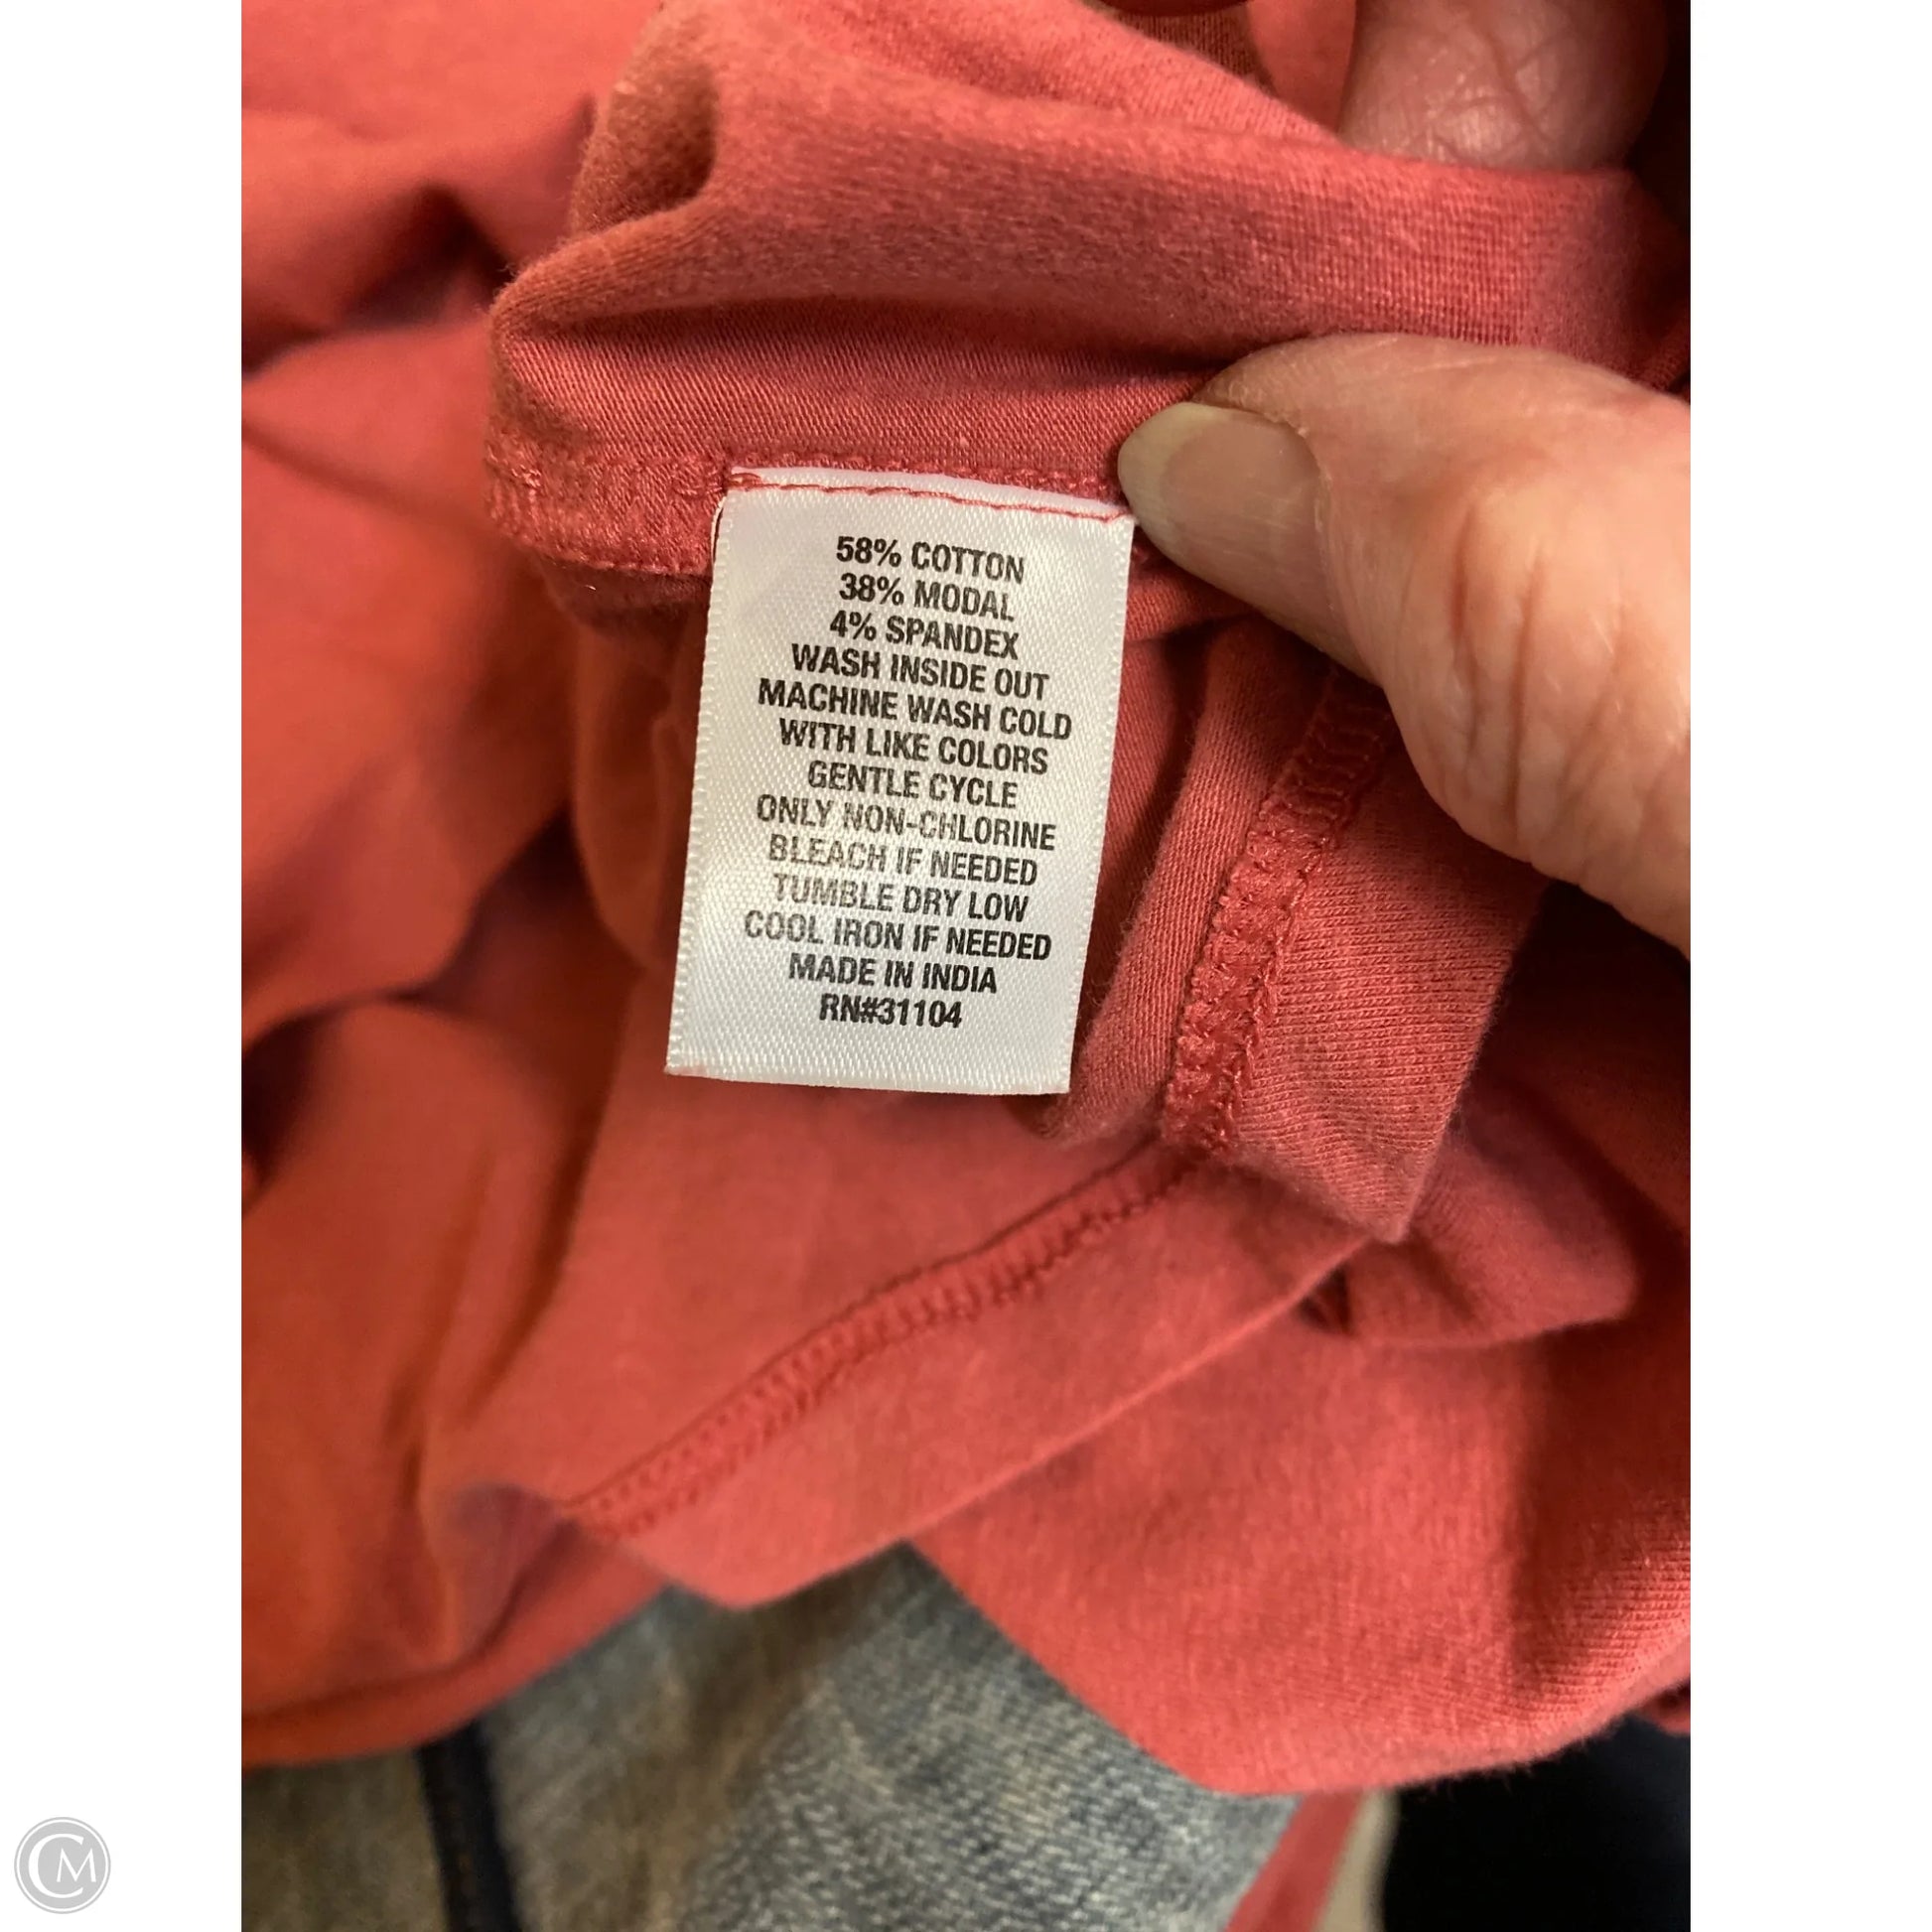 58% COTTON
38% MODAL
4% SPANDEX
WASH INSIDE OUT
MACHINE WASH COLD
WITH LIKE COLORS
GENTLE CYCLE
ONLY NON-CHLORINE
BLEACH IF NEEDED
TUMBLE DRY LOW
COOL IRON IF NEEDED
MADE IN INDIA
RN#31104
CM